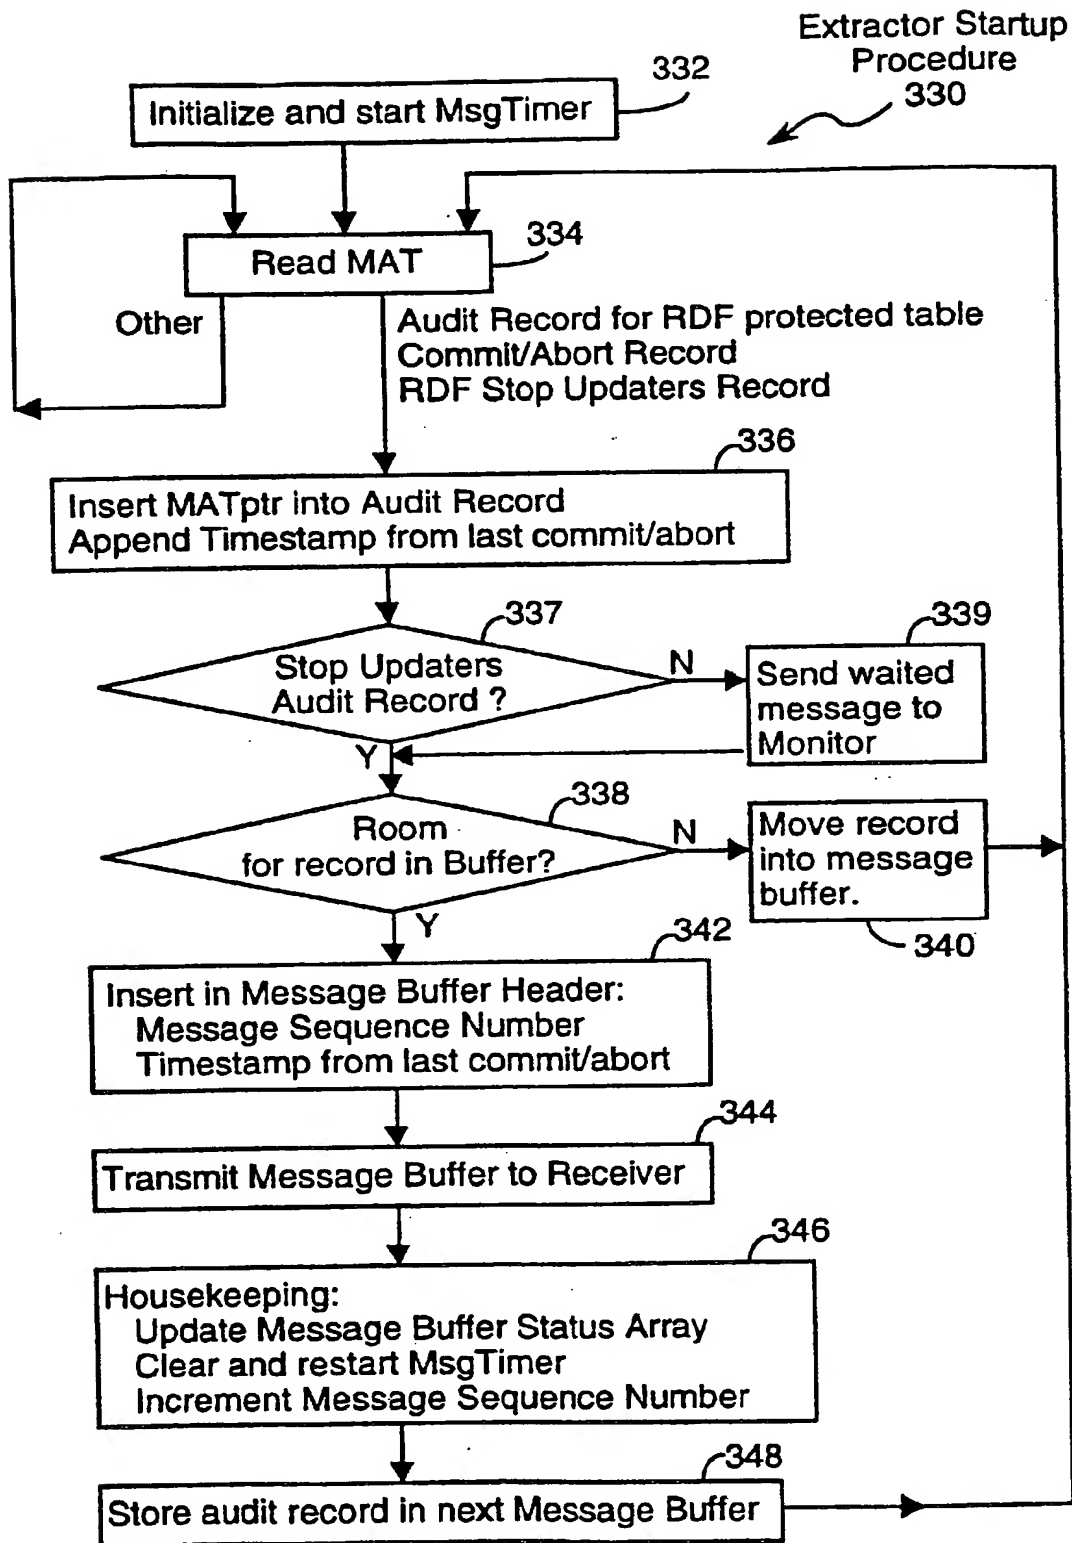 Extractor Startup
Procedure
330
332
Initialize and start MsgTimer
334
Read MAT
Other
Audit Record for RDF protected table
Commit/Abort Record
RDF Stop Updaters Record
336
Insert MATptr into Audit Record
Append Timestamp from last commit/abort
337
Stop Updaters
Audit Record ?
N
Y
339
Send waited
message to
Monitor
338
Room
for record in Buffer?
N
Y
Move record
into message
buffer.
340
342
Insert in Message Buffer Header:
Message Sequence Number
Timestamp from last commit/abort
344
Transmit Message Buffer to Receiver
346
Housekeeping:
Update Message Buffer Status Array
Clear and restart MsgTimer
Increment Message Sequence Number
348
Store audit record in next Message Buffer